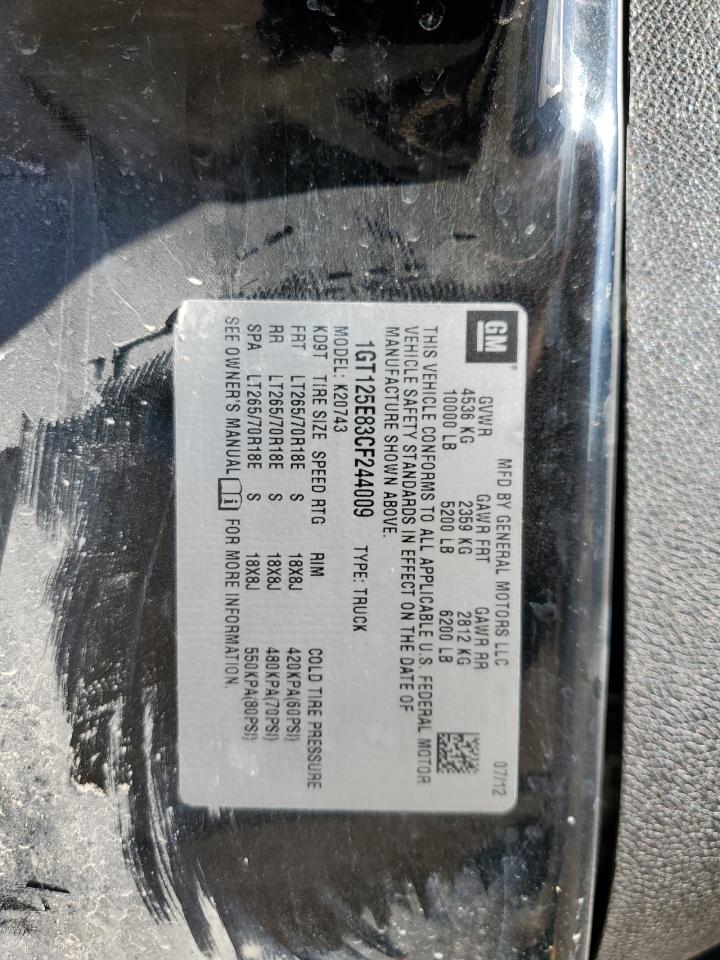 GM®
MFD BY GENERAL MOTORS LLC 07/12
GVWR GAWR FRT GAWR RR
4536 KG 2359 KG 2812 KG
10000 LB 5200 LB 6200 LB
THIS VEHICLE CONFORMS TO ALL APPLICABLE U.S. FEDERAL MOTOR
VEHICLE SAFETY STANDARDS IN EFFECT ON THE DATE OF
MANUFACTURE SHOWN ABOVE.
1GT125E83CF244009 TYPE: TRUCK
MODEL: K20743
KD9T TIRE SIZE SPEED RTG RIM COLD TIRE PRESSURE
FRT LT265/70R18E S 18X8J 420KPA(60PSI)
RR LT265/70R18E S 18X8J 480KPA(70PSI)
SPA LT265/70R18E S 18X8J 550KPA(80PSI)
SEE OWNER'S MANUAL i FOR MORE INFORMATION.